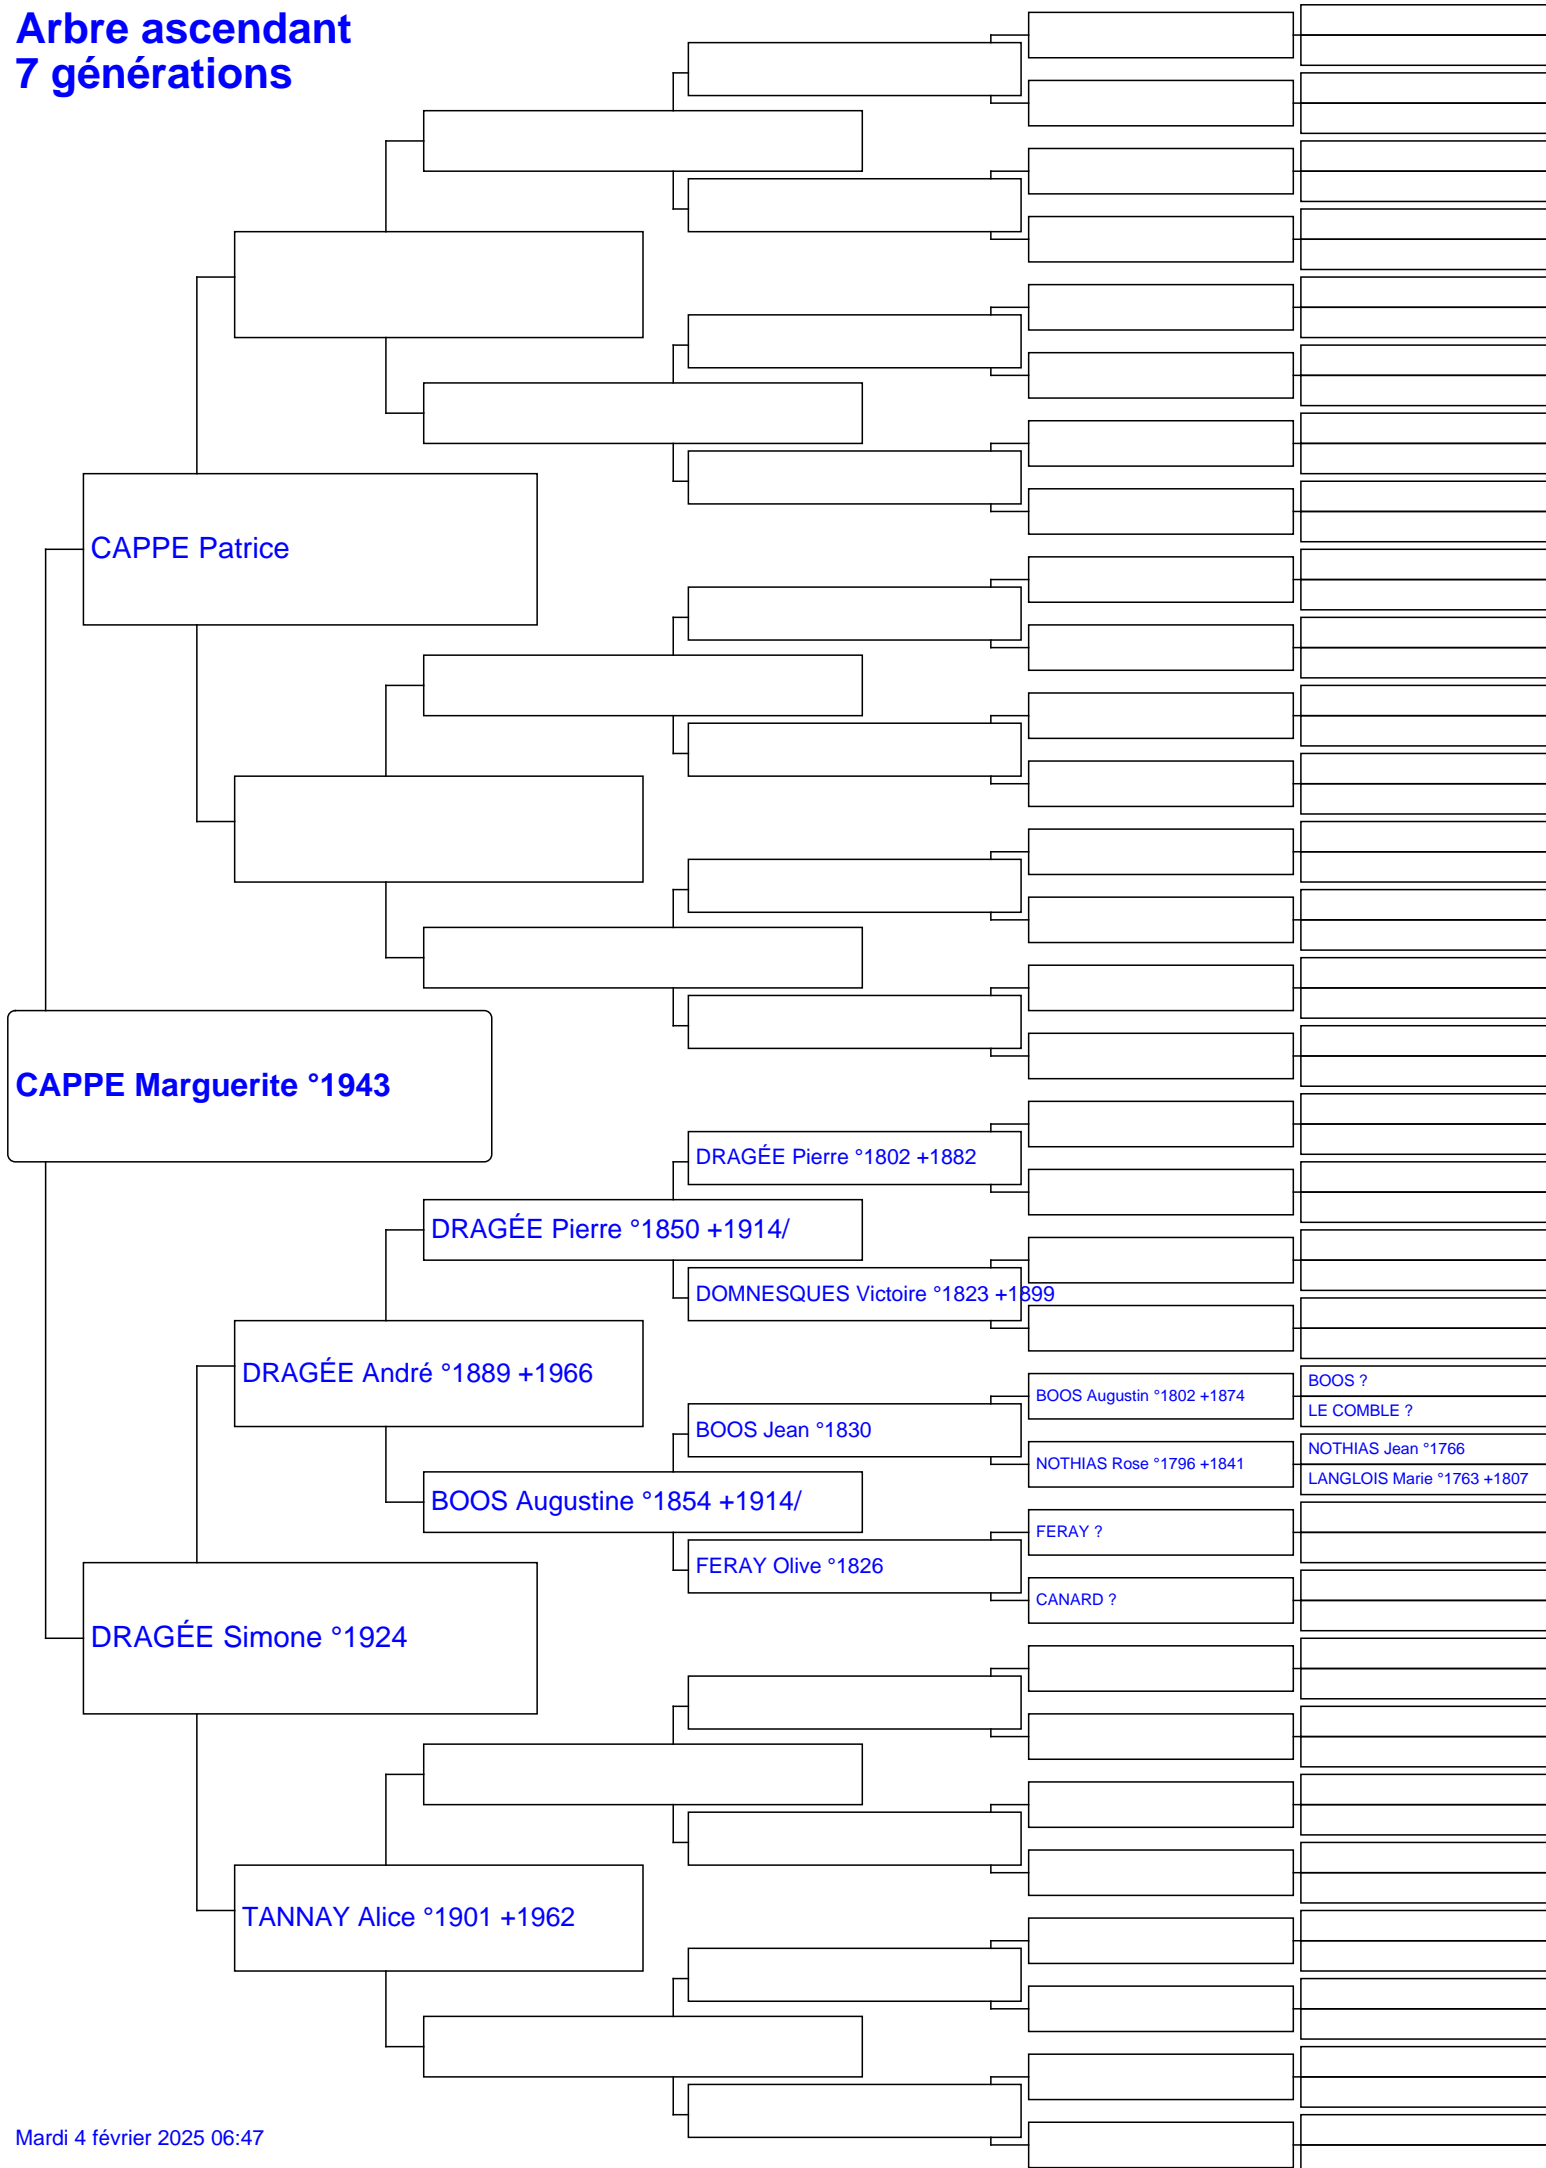 Arbre ascendant
7 générations
CAPPE Patrice
CAPPE Marguerite °1943
DRAGÉE Pierre °1802 +1882
DRAGÉE Pierre °1850 +1914/
DOMNESQUES Victoire °1823 +1899
DRAGÉE André °1889 +1966
BOOS ?
BOOS Augustin °1802 +1874
LE COMBLE ?
BOOS Jean °1830
NOTHIAS Jean °1766
NOTHIAS Rose °1796 +1841
LANGLOIS Marie °1763 +1807
BOOS Augustine °1854 +1914/
FERAY ?
FERAY Olive °1826
CANARD ?
DRAGÉE Simone °1924
TANNAY Alice °1901 +1962
Mardi 4 février 2025 06:47